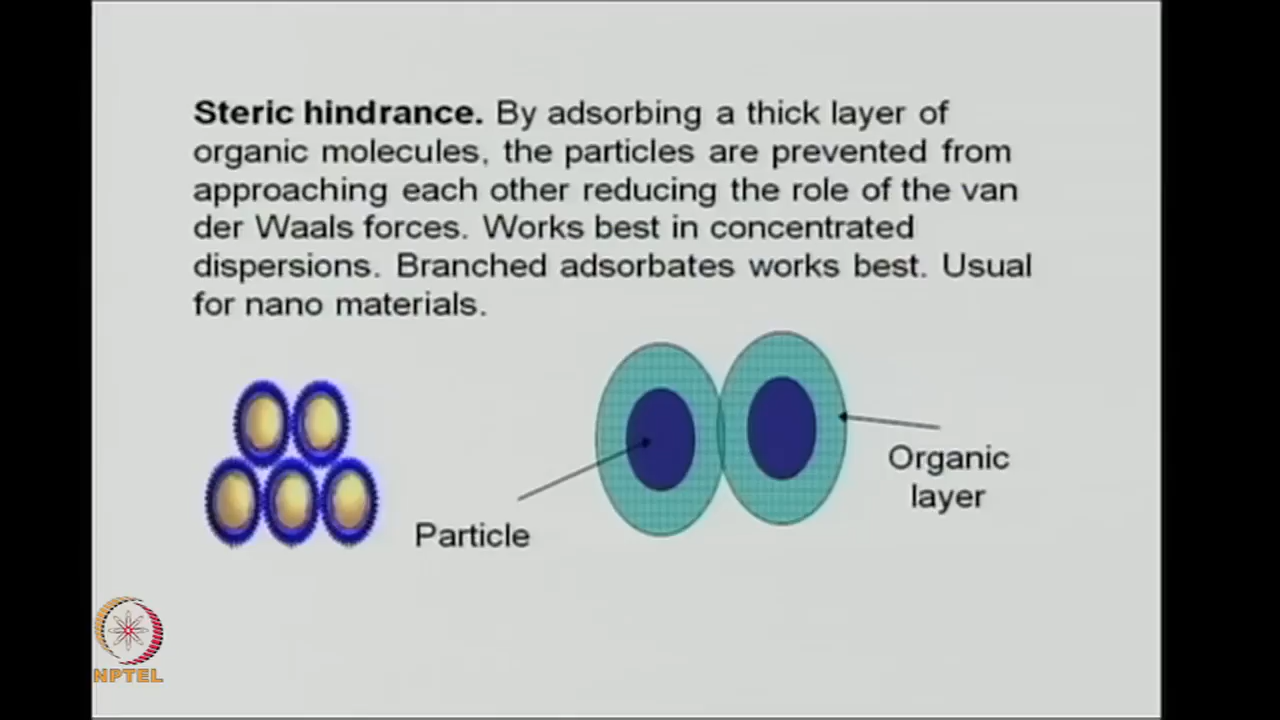 Steric hindrance. By adsorbing a thick layer of
organic molecules, the particles are prevented from
approaching each other reducing the role of the van
der Waals forces. Works best in concentrated
dispersions. Branched adsorbates works best. Usual
for nano materials.
Organic
layer
Particle
NPTEL